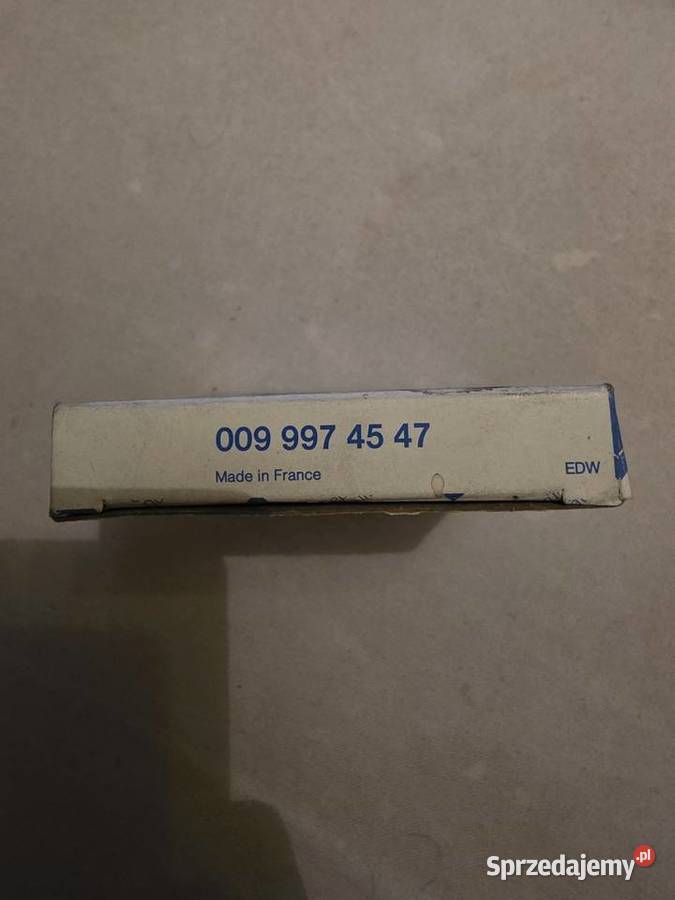 009 997 45 47
Made in France
EDW
Sprzedajemy.pl